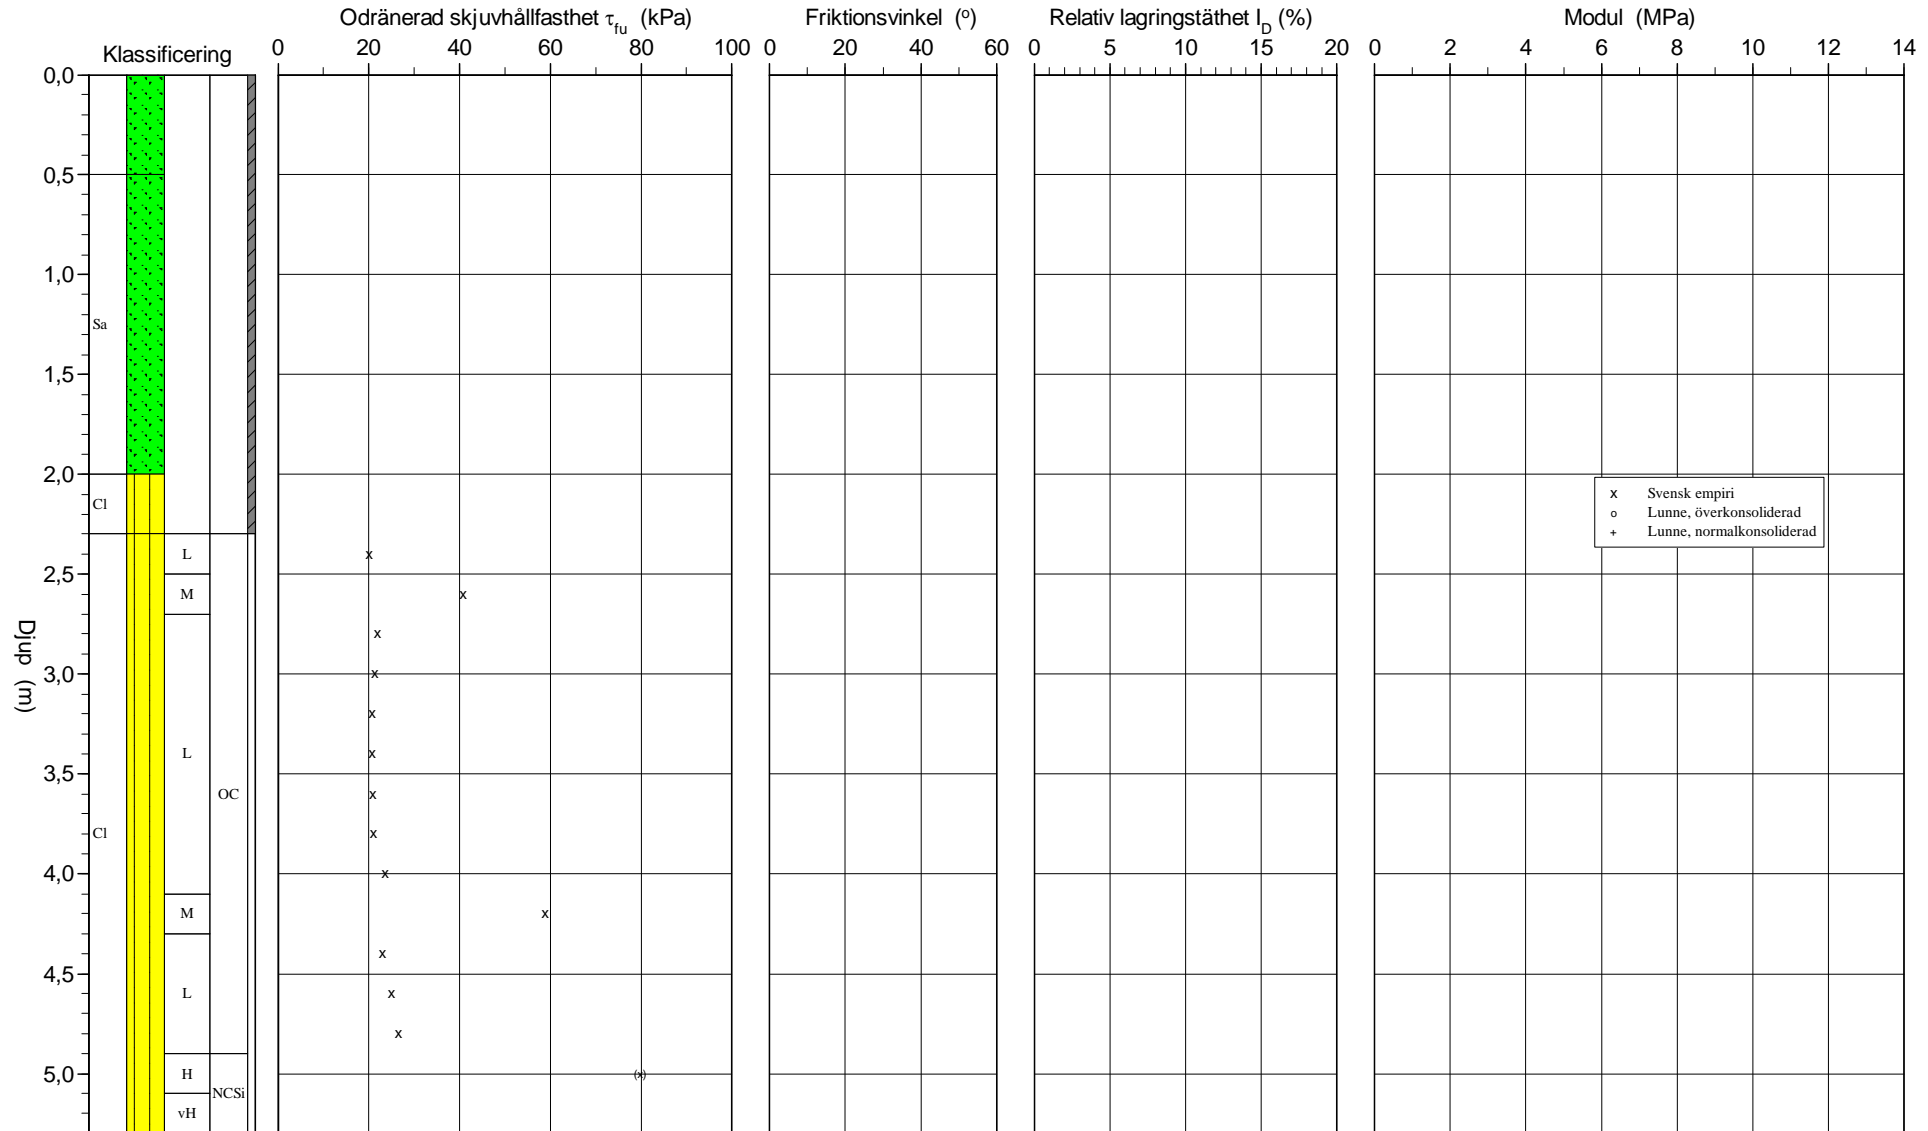 Klassificering
Odränerad skjuvhållfasthet τfu (kPa)
Friktionsvinkel (o)
Relativ lagringstäthet ID (%)
Modul (MPa)
0 20 40 60 80 100
0 20 40 60
0 5 10 15 20
0 2 4 6 8 10 12 14
Djup (m)
0,0
0,5
1,0
Sa
1,5
2,0
Cl
L
2,5
M
3,0
L
3,5
OC
Cl
4,0
M
4,5
L
5,0
H
NCSi
vH
x Svensk empiri
o Lunne, överkonsoliderad
+ Lunne, normalkonsoliderad
x
x
x
x
x
x
x
x
x
x
x
x
x
(x)